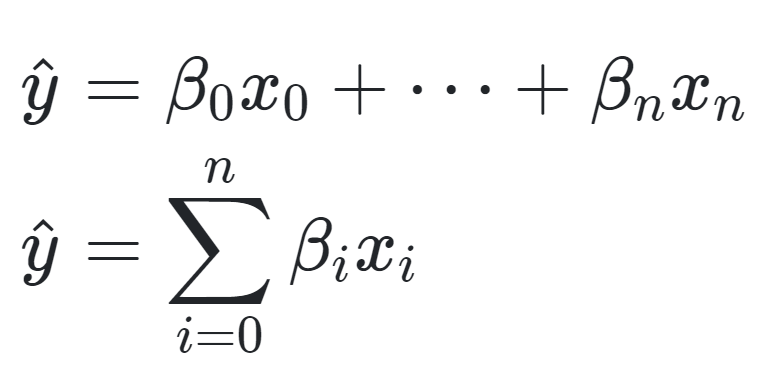 ŷ = β₀x₀ + ⋯ + βₙxₙ
ŷ = ∑ᵢ₌₀ⁿ βᵢxᵢ